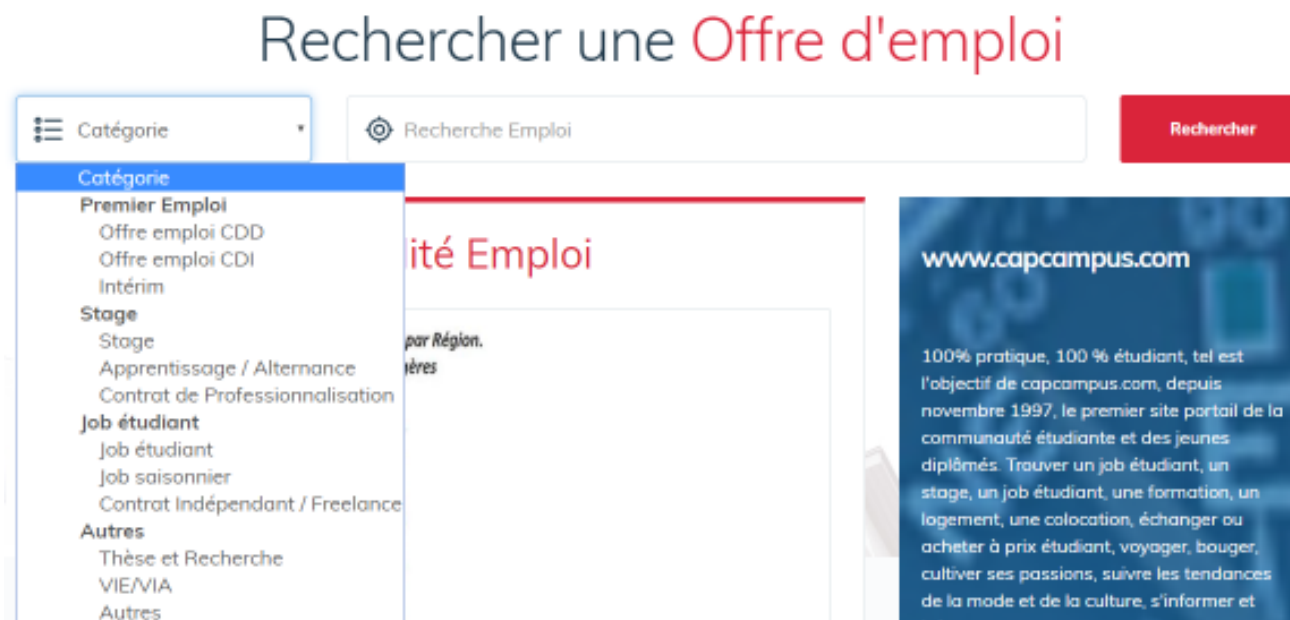 Rechercher une Offre d'emploi
Catégorie
Recherche Emploi
Rechercher
Catégorie
Premier Emploi
Offre emploi CDD
Offre emploi CDI
Intérim
Stage
Stage
Apprentissage / Alternance
Contrat de Professionnalisation
Job étudiant
Job étudiant
Job saisonnier
Contrat Indépendant / Freelance
Autres
Thèse et Recherche
VIE/VIA
Autres
ité Emploi
par Région.
www.capcampus.com
100% pratique, 100 % étudiant, tel est
l'objectif de capcampus.com, depuis
novembre 1997, le premier site portail de la
communauté étudiante et des jeunes
diplômés. Trouver un job étudiant, un
stage, un job étudiant, une formation, un
logement, une colocation, échanger ou
acheter à prix étudiant, voyager, bouger,
cultiver ses passions, suivre les tendances
de la mode et de la culture, s'informer et